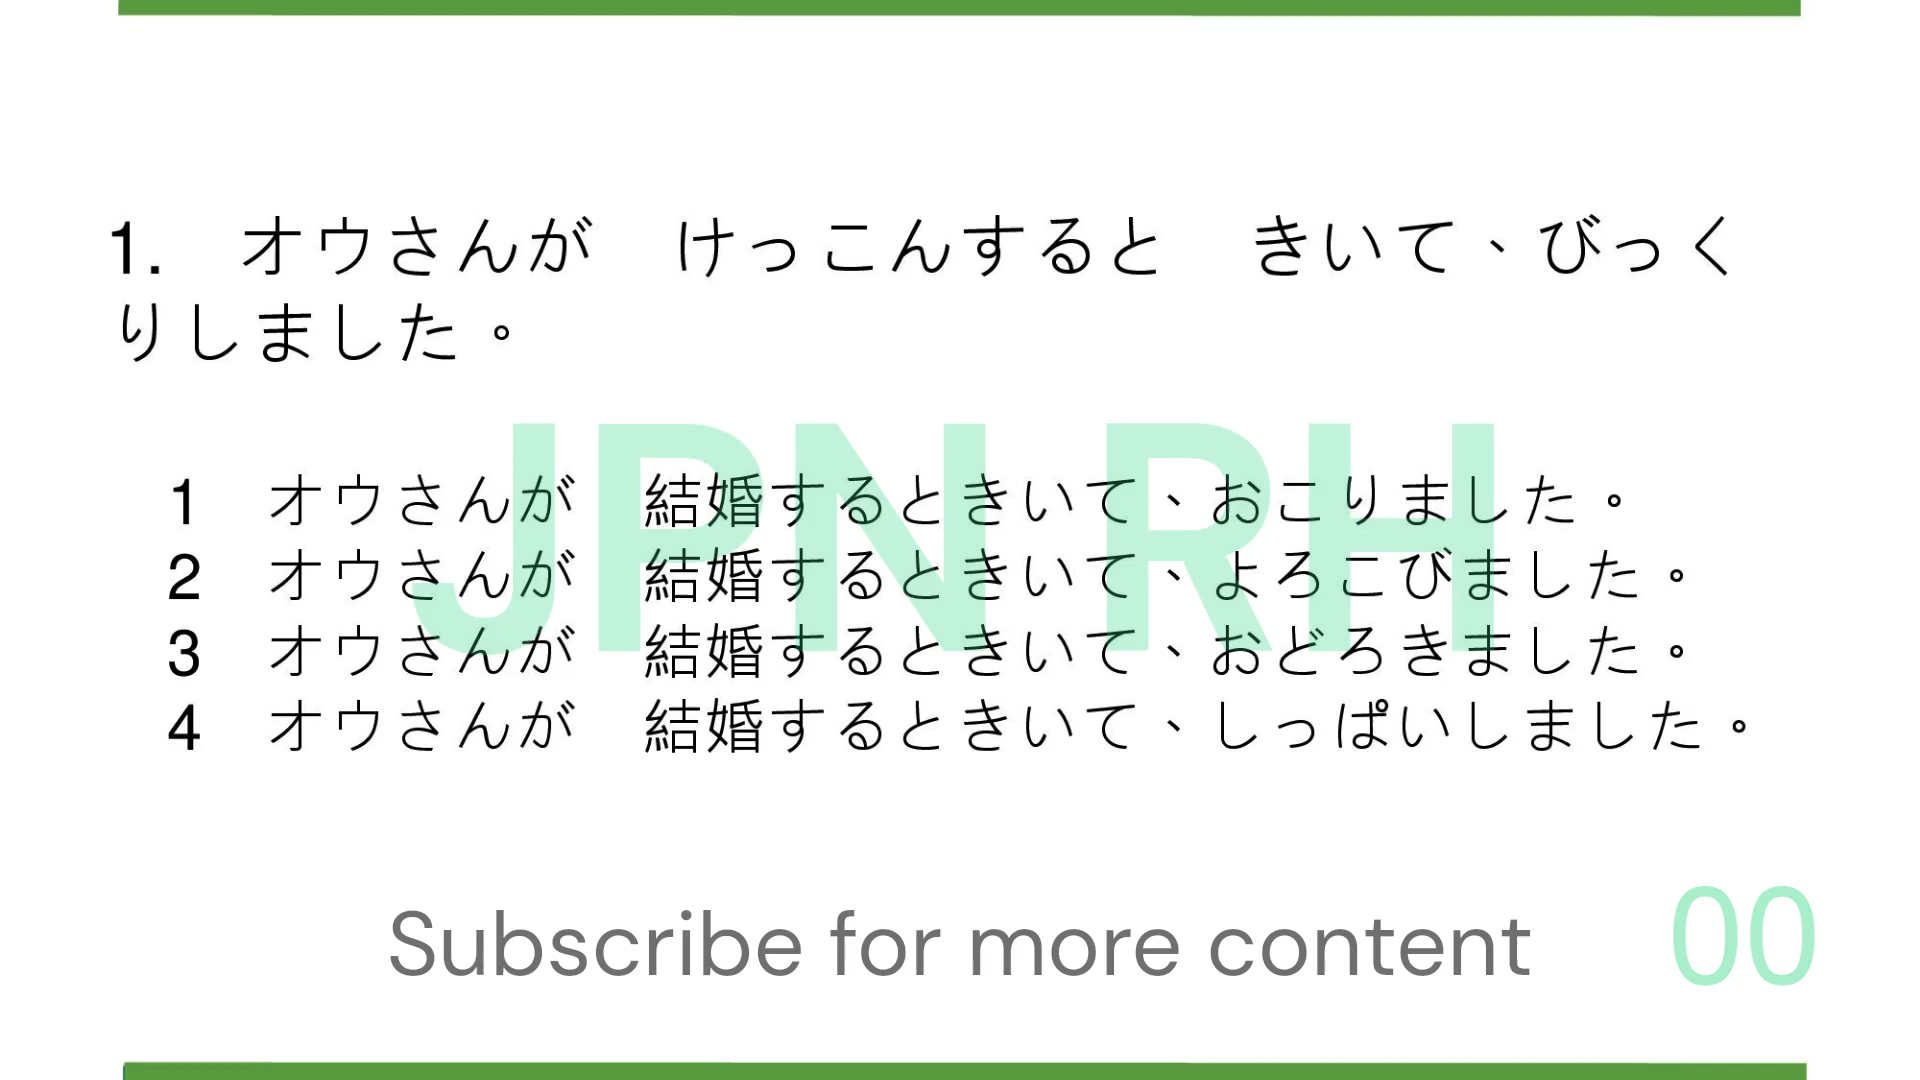 1.　オウさんが　けっこんすると　きいて、びっく
りしました。
JPN RH
1　オウさんが　結婚するときいて、おこりました。
2　オウさんが　結婚するときいて、よろこびました。
3　オウさんが　結婚するときいて、おどろきました。
4　オウさんが　結婚するときいて、しっぱいしました。
Subscribe for more content
00